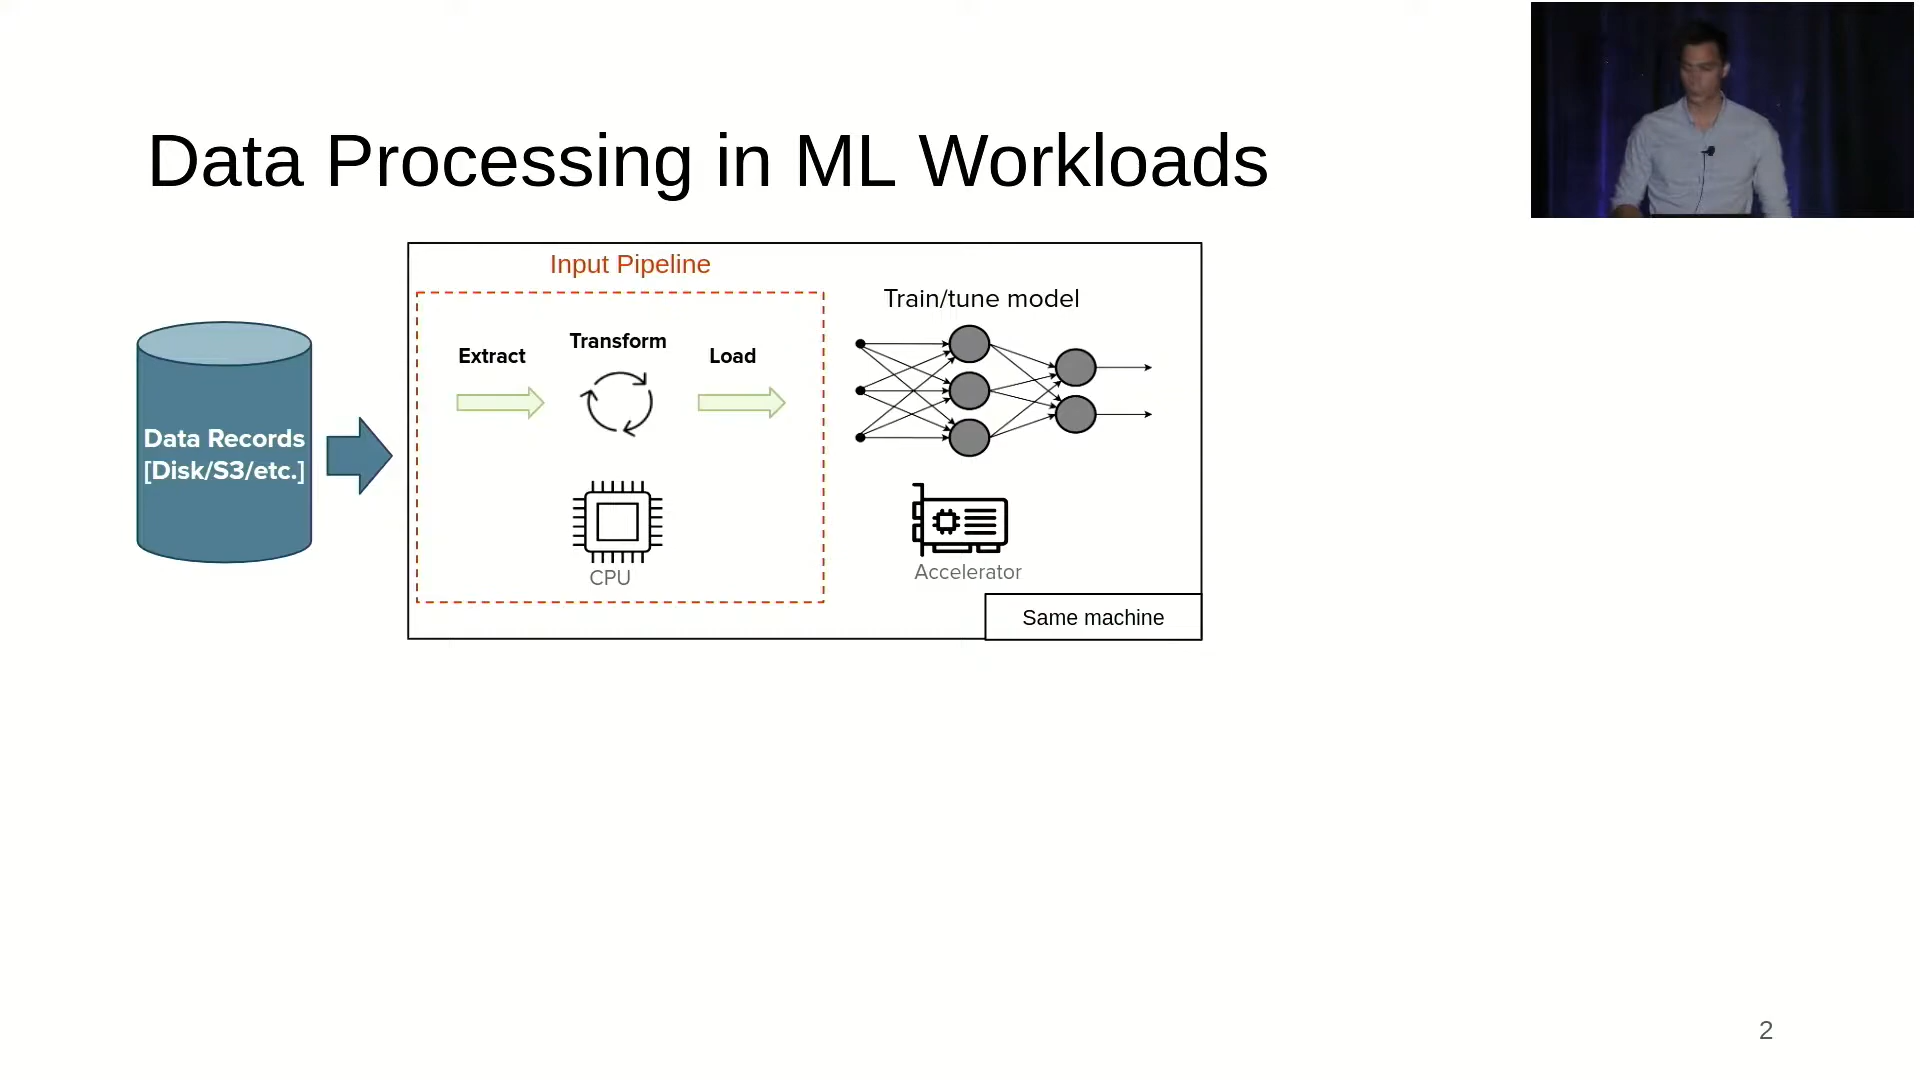 Data Processing in ML Workloads
Input Pipeline
Train/tune model
Extract
Transform
Load
Data Records
[Disk/S3/etc.]
CPU
Accelerator
Same machine
2